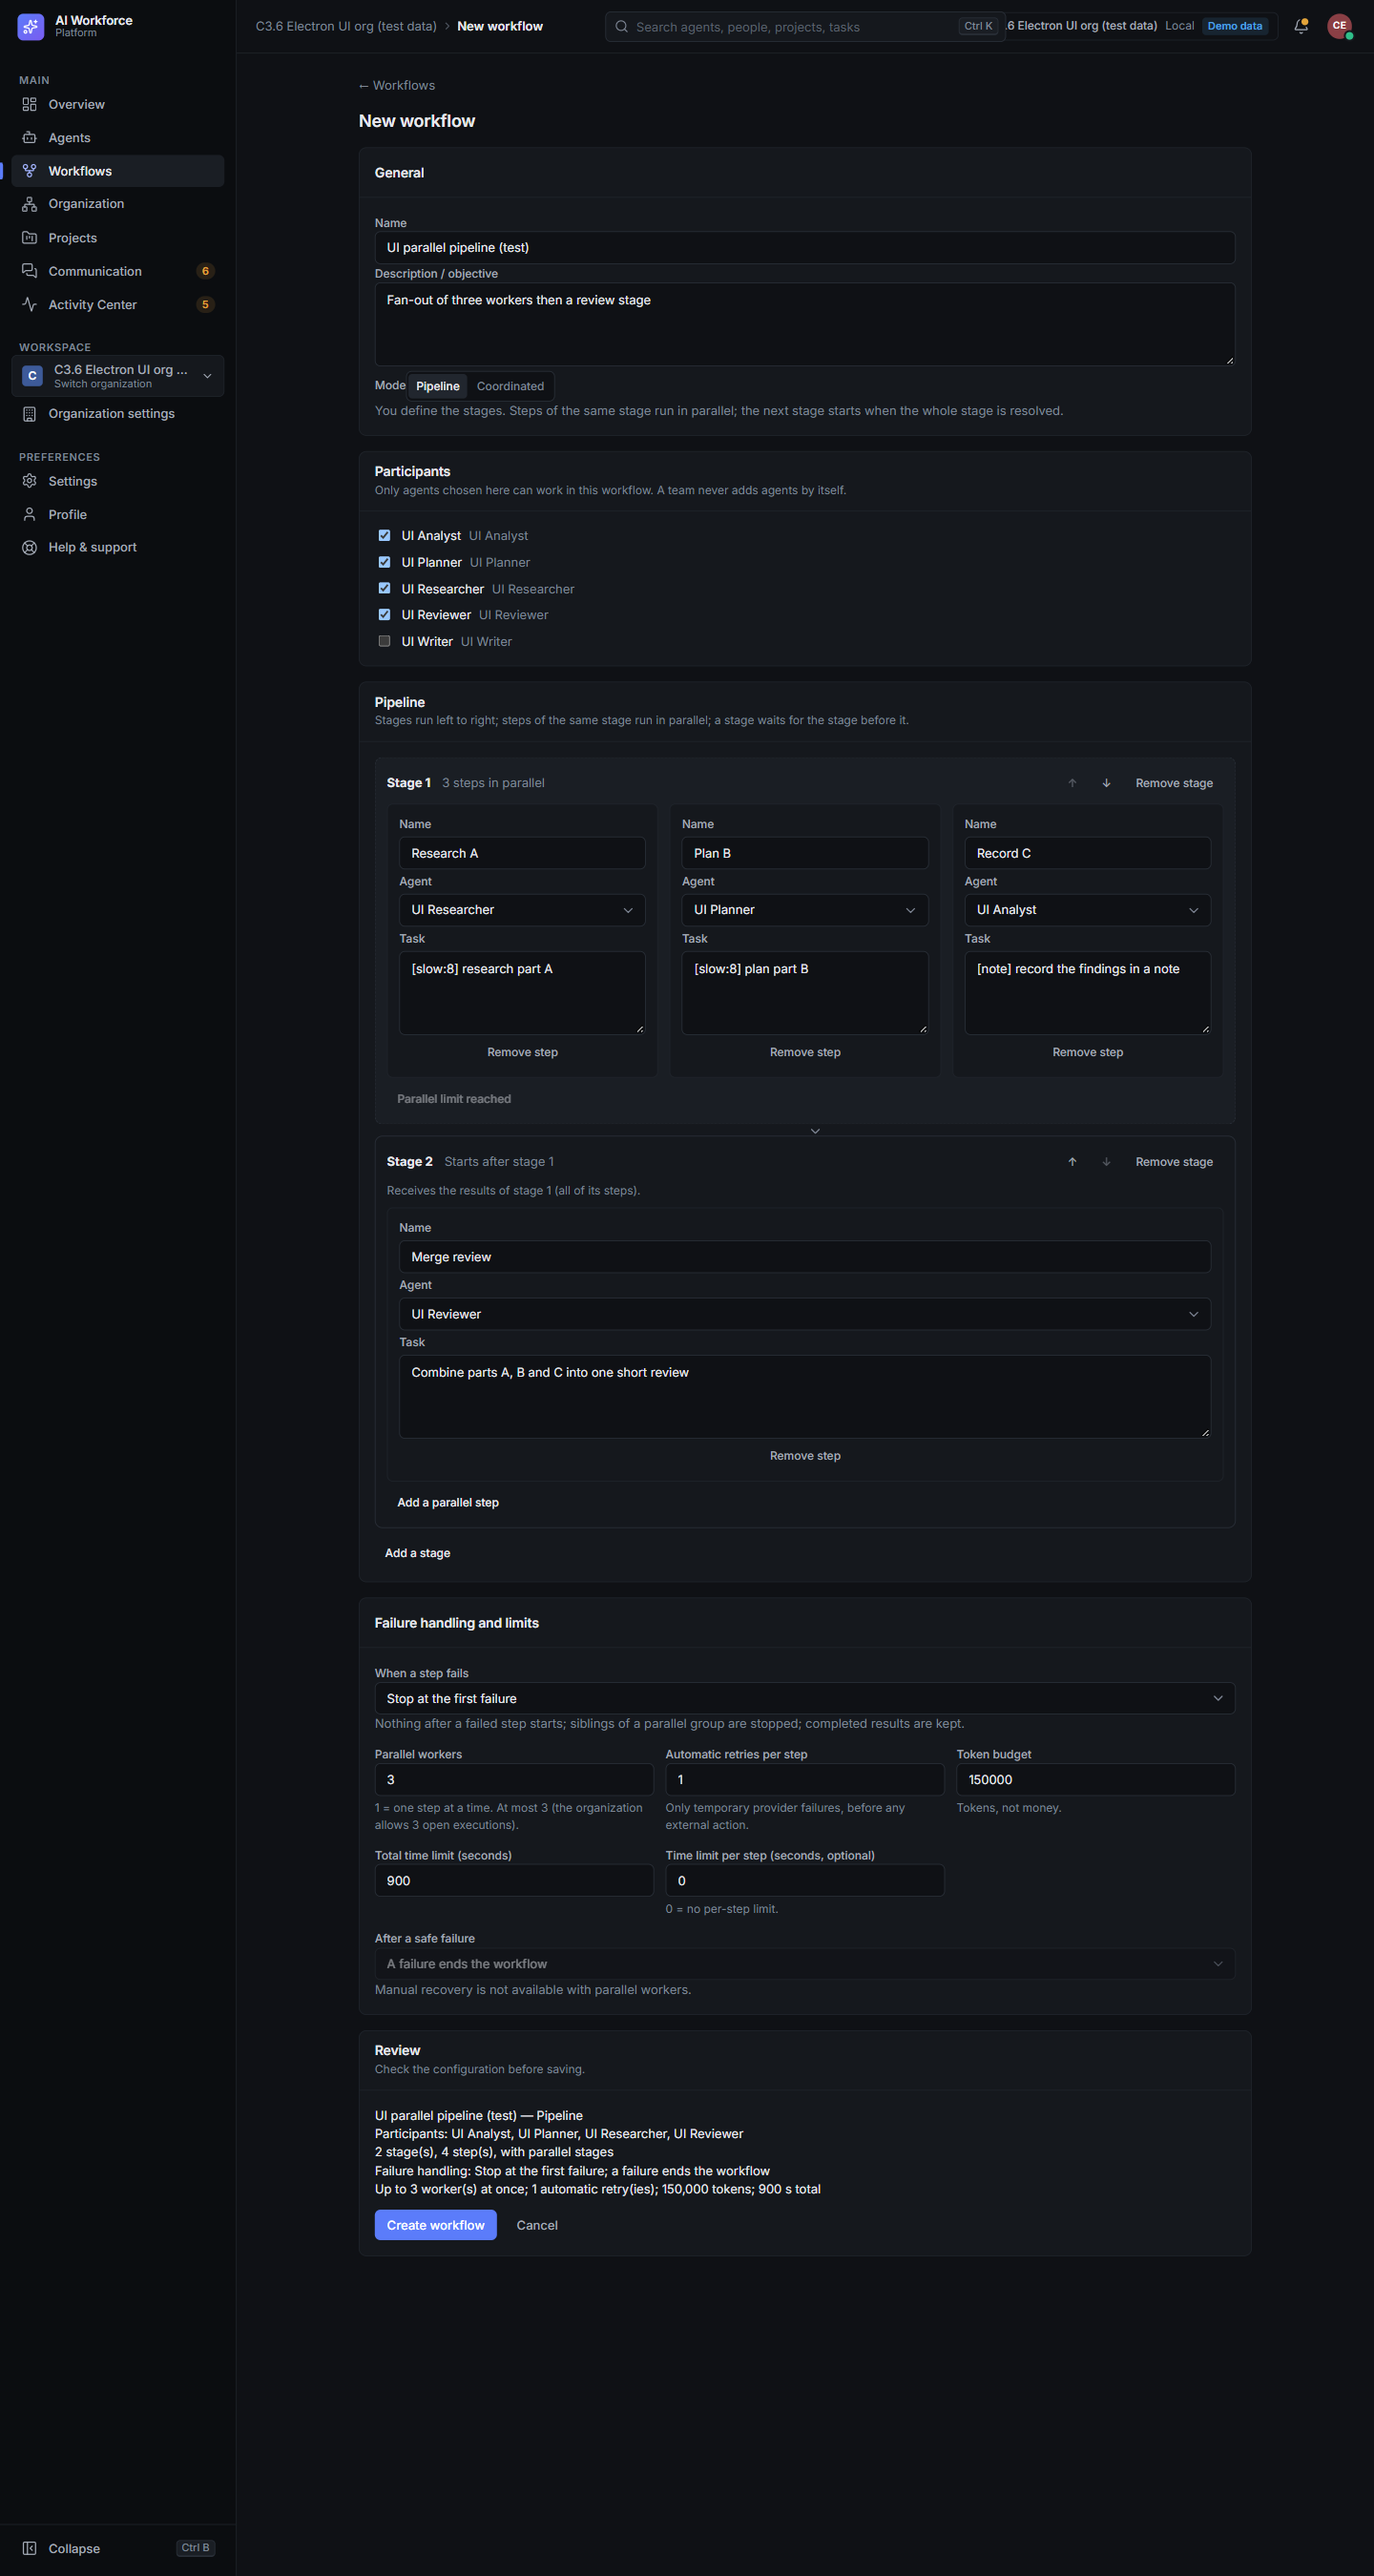 AI Workforce
Platform
MAIN
Overview
Agents
Workflows
Organization
Projects
Communication 6
Activity Center 5
WORKSPACE
C C3.6 Electron UI org ...
Switch organization
Organization settings
PREFERENCES
Settings
Profile
Help & support
Collapse Ctrl B
C3.6 Electron UI org (test data) › New workflow
Search agents, people, projects, tasks Ctrl K
.6 Electron UI org (test data) Local Demo data
CE
← Workflows
New workflow
General
Name
UI parallel pipeline (test)
Description / objective
Fan-out of three workers then a review stage
Mode Pipeline Coordinated
You define the stages. Steps of the same stage run in parallel; the next stage starts when the whole stage is resolved.
Participants
Only agents chosen here can work in this workflow. A team never adds agents by itself.
UI Analyst UI Analyst
UI Planner UI Planner
UI Researcher UI Researcher
UI Reviewer UI Reviewer
UI Writer UI Writer
Pipeline
Stages run left to right; steps of the same stage run in parallel; a stage waits for the stage before it.
Stage 1 3 steps in parallel ↑ ↓ Remove stage
Name
Research A
Agent
UI Researcher
Task
[slow:8] research part A
Remove step
Name
Plan B
Agent
UI Planner
Task
[slow:8] plan part B
Remove step
Name
Record C
Agent
UI Analyst
Task
[note] record the findings in a note
Remove step
Parallel limit reached
Stage 2 Starts after stage 1 ↑ ↓ Remove stage
Receives the results of stage 1 (all of its steps).
Name
Merge review
Agent
UI Reviewer
Task
Combine parts A, B and C into one short review
Remove step
Add a parallel step
Add a stage
Failure handling and limits
When a step fails
Stop at the first failure
Nothing after a failed step starts; siblings of a parallel group are stopped; completed results are kept.
Parallel workers
3
1 = one step at a time. At most 3 (the organization
allows 3 open executions).
Automatic retries per step
1
Only temporary provider failures, before any
external action.
Token budget
150000
Tokens, not money.
Total time limit (seconds)
900
Time limit per step (seconds, optional)
0
0 = no per-step limit.
After a safe failure
A failure ends the workflow
Manual recovery is not available with parallel workers.
Review
Check the configuration before saving.
UI parallel pipeline (test) — Pipeline
Participants: UI Analyst, UI Planner, UI Researcher, UI Reviewer
2 stage(s), 4 step(s), with parallel stages
Failure handling: Stop at the first failure; a failure ends the workflow
Up to 3 worker(s) at once; 1 automatic retry(ies); 150,000 tokens; 900 s total
Create workflow Cancel